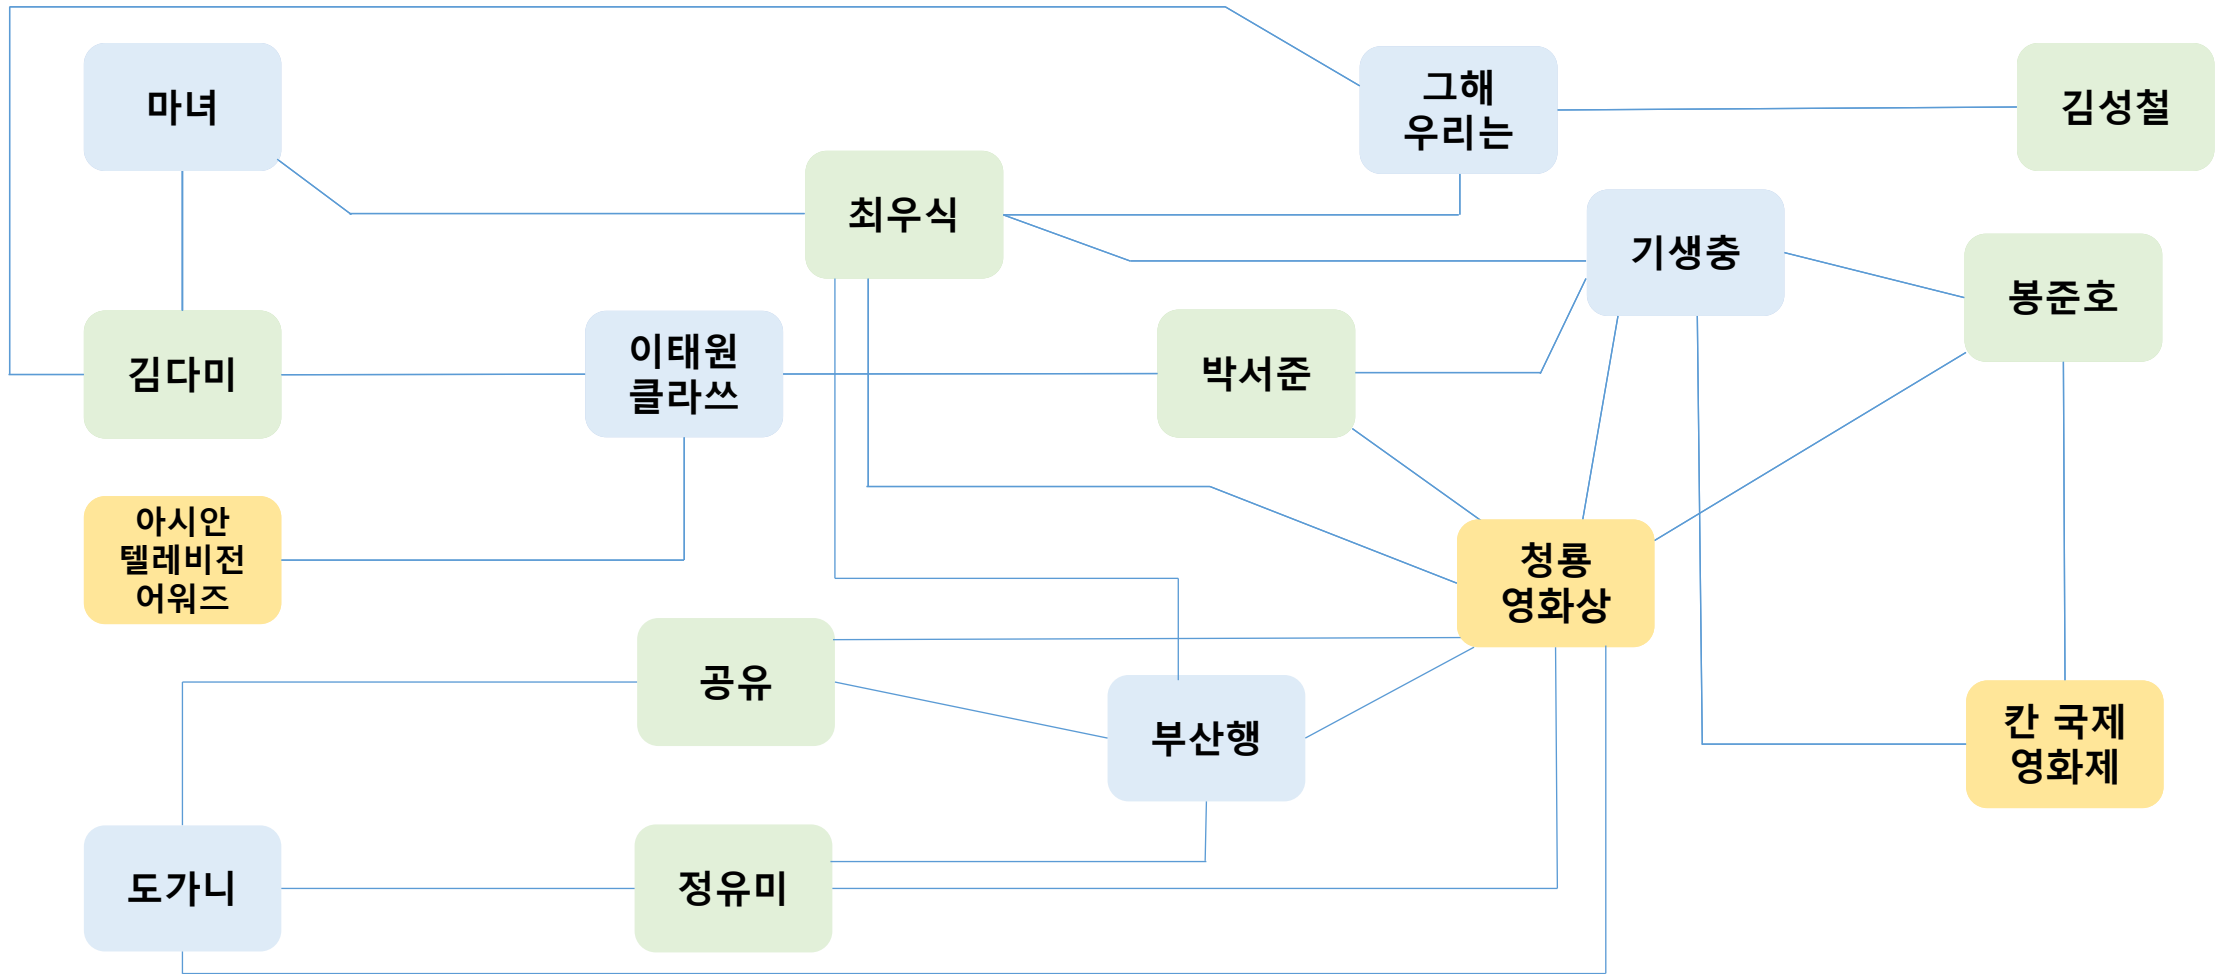 마녀
그해
우리는
김성철
최우식
기생충
봉준호
김다미
이태원
클라쓰
박서준
아시안
텔레비전
어워즈
청룡
영화상
공유
부산행
칸 국제
영화제
도가니
정유미